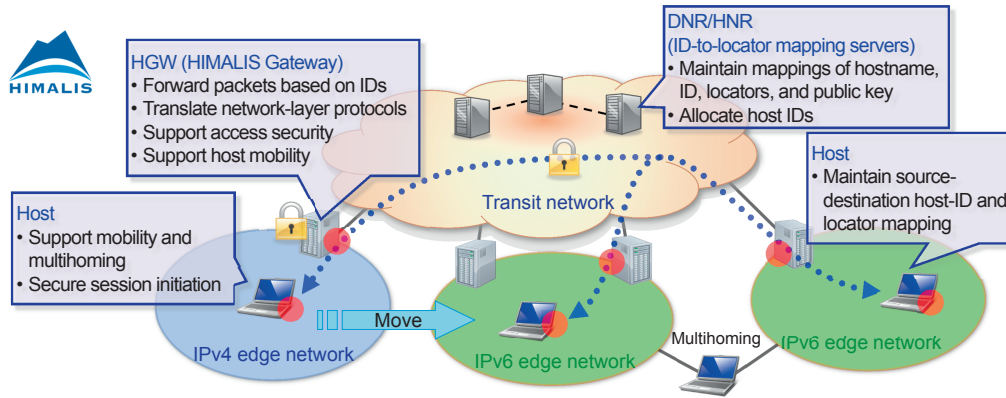 HIMALIS
HGW (HIMALIS Gateway)
• Forward packets based on IDs
• Translate network-layer protocols
• Support access security
• Support host mobility
DNR/HNR
(ID-to-locator mapping servers)
• Maintain mappings of hostname,
ID, locators, and public key
• Allocate host IDs
Host
• Support mobility and
multihoming
• Secure session initiation
Transit network
Host
• Maintain source-
destination host-ID and
locator mapping
Move
IPv4 edge network
IPv6 edge network
Multihoming
IPv6 edge network